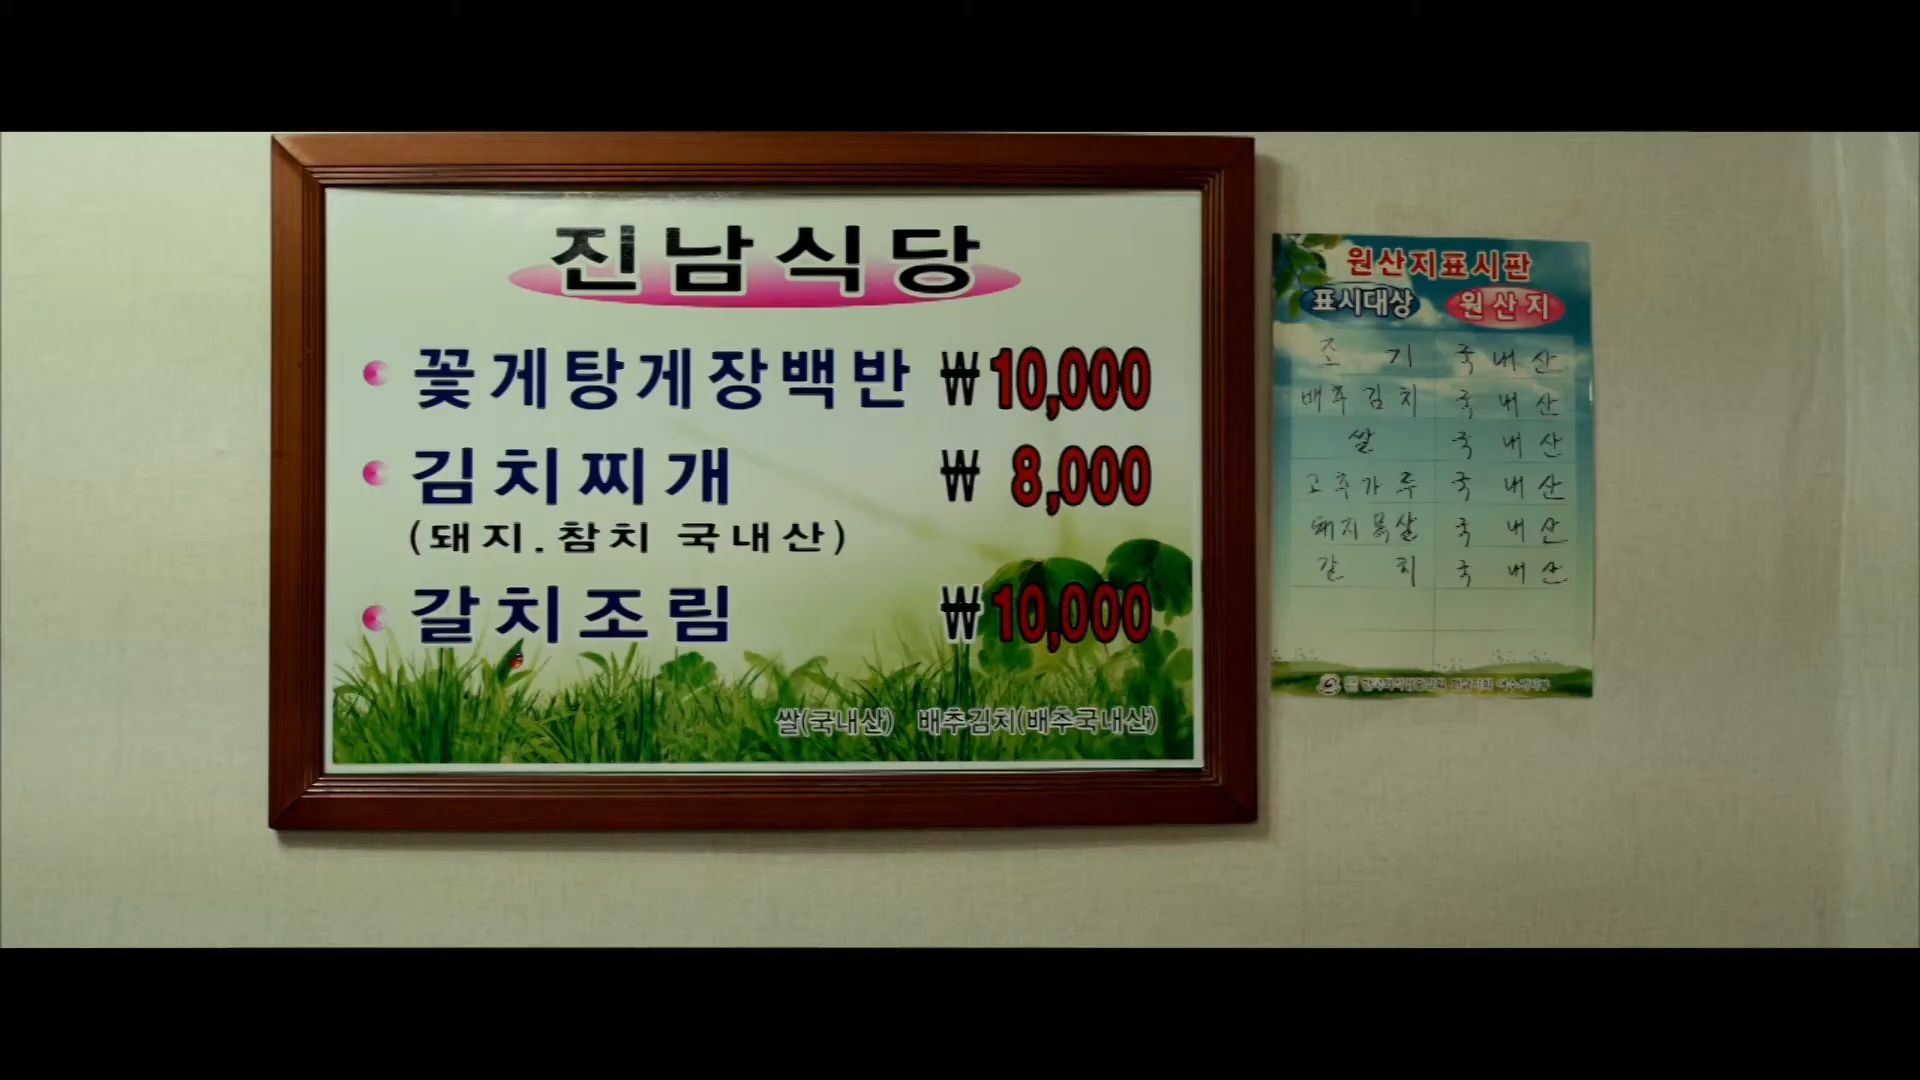 진남식당
꽃게탕게장백반 ₩10,000
김치찌개 ₩ 8,000
(돼지.참치 국내산)
갈치조림 ₩10,000
쌀(국내산) 배추김치(배추국내산)
원산지표시판
표시대상 원산지
조기 국내산
배추김치 국내산
쌀 국내산
고추가루 국내산
돼지목살 국내산
갈치 국내산